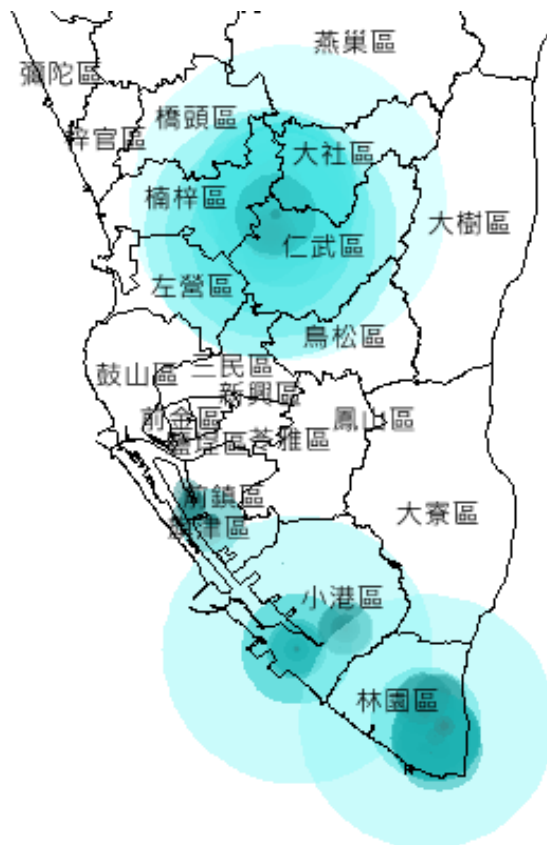 燕巢區
彌陀區
橋頭區
梓官區
大社區
楠梓區
大樹區
仁武區
左營區
鳥松區
三民區
鼓山區
新興區
前金區
鳳山區
鹽埕區
苓雅區
前鎮區
大寮區
旗津區
小港區
林園區